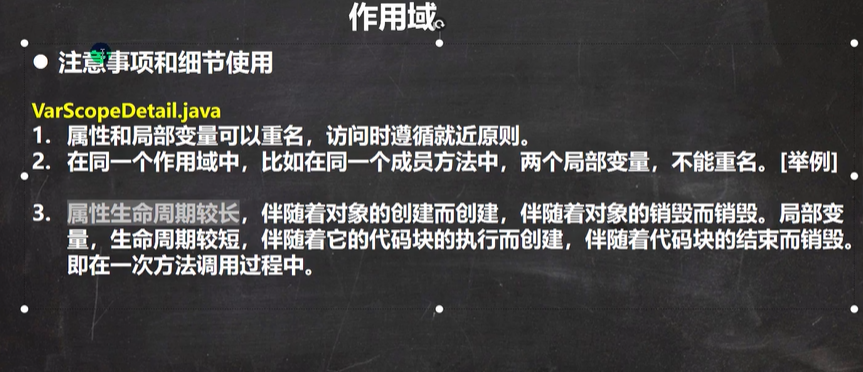 作用域。
● 注意事项和细节使用
VarScopeDetail.java
1. 属性和局部变量可以重名，访问时遵循就近原则。
2. 在同一个作用域中，比如在同一个成员方法中，两个局部变量，不能重名。[举例]
3. 属性生命周期较长，伴随着对象的创建而创建，伴随着对象的销毁而销毁。局部变
量，生命周期较短，伴随着它的代码块的执行而创建，伴随着代码块的结束而销毁。
即在一次方法调用过程中。